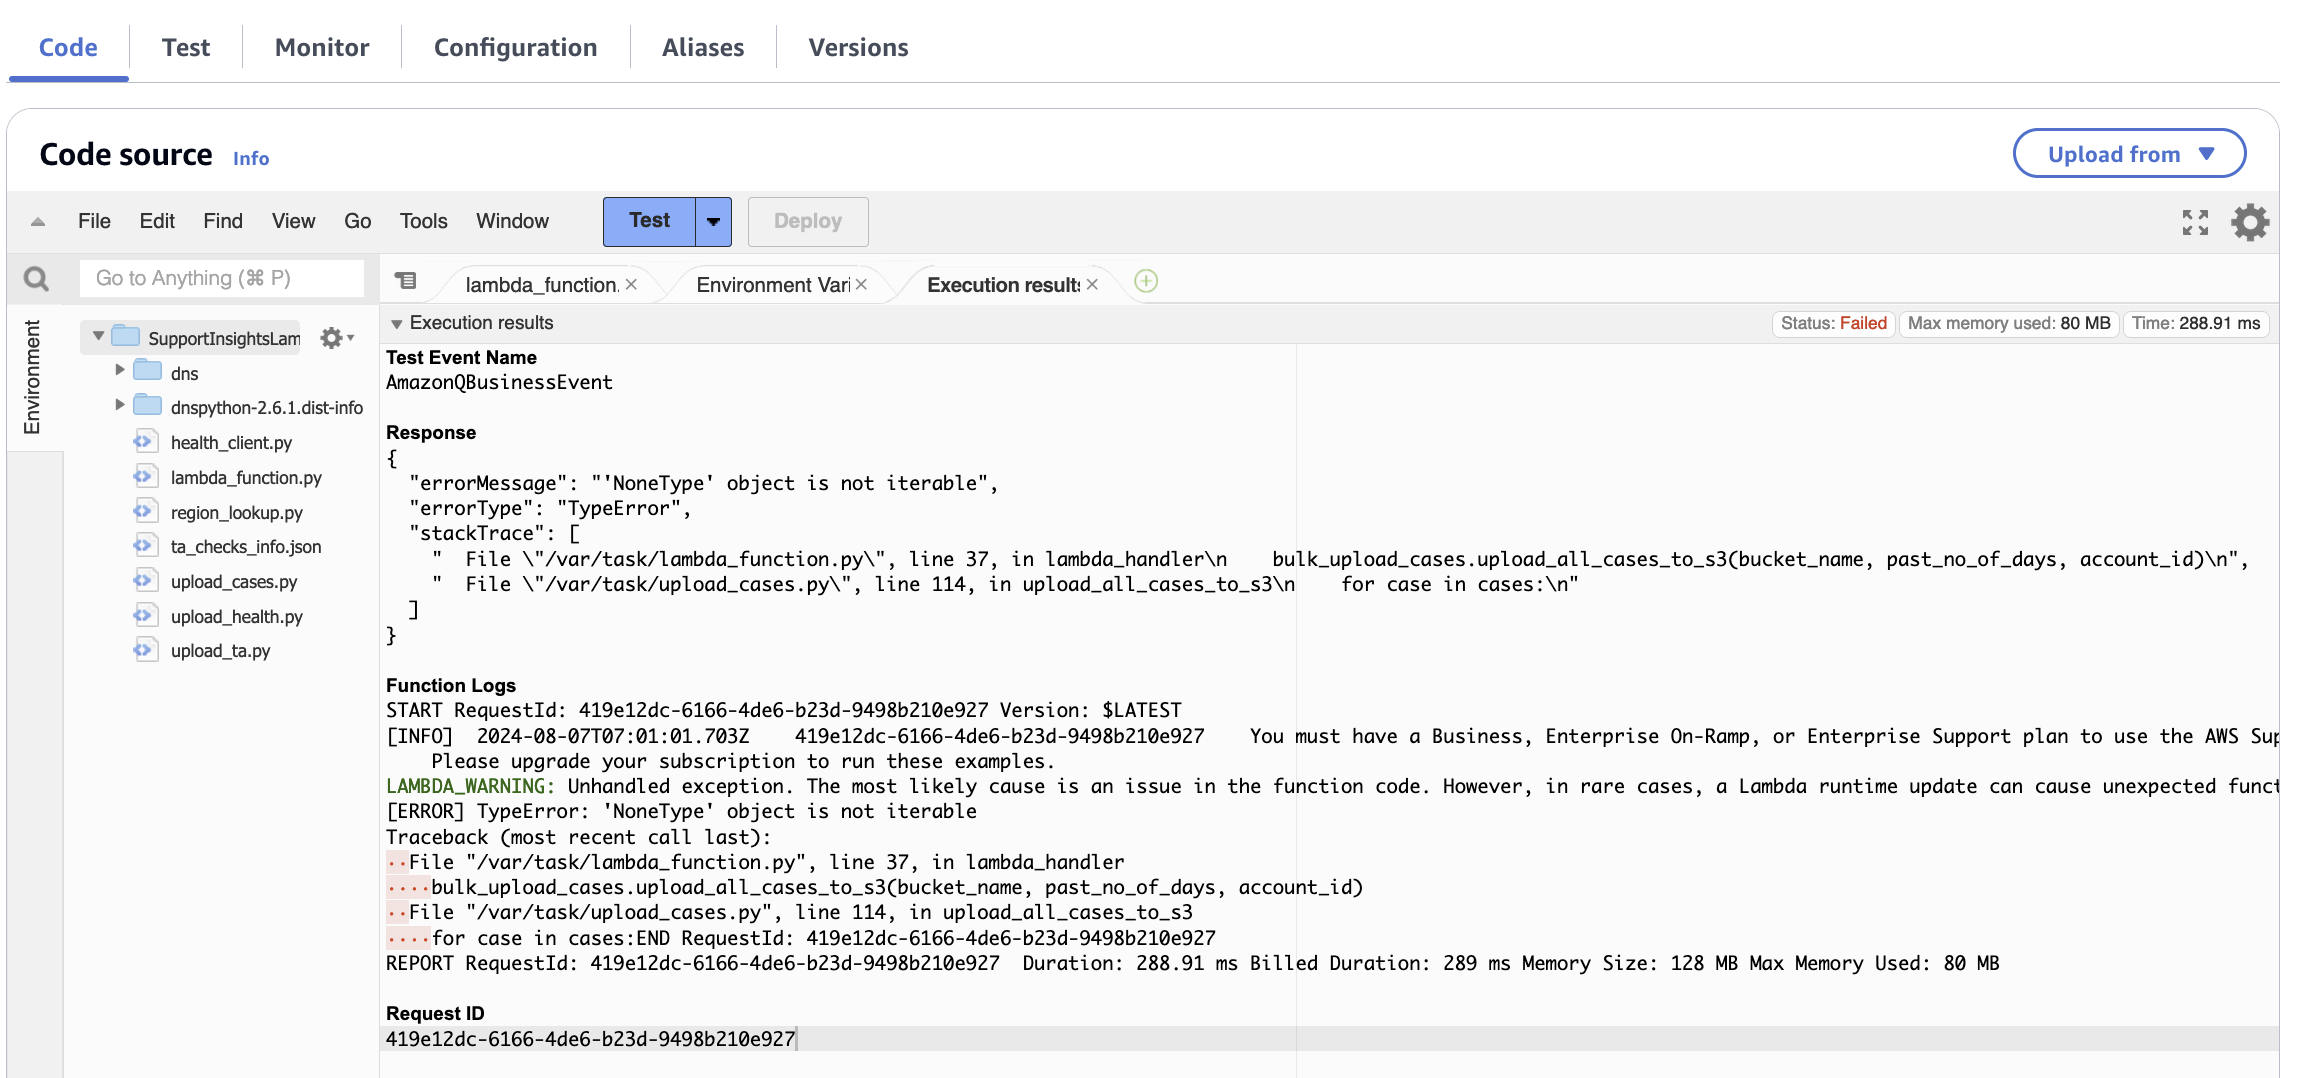 Code Test Monitor Configuration Aliases Versions
Code source Info Upload from
File Edit Find View Go Tools Window Test Deploy
Go to Anything (⌘ P)
lambda_function. Environment Vari Execution results
Environment
SupportInsightsLam
dns
dnspython-2.6.1.dist-info
health_client.py
lambda_function.py
region_lookup.py
ta_checks_info.json
upload_cases.py
upload_health.py
upload_ta.py
Execution results Status: Failed Max memory used: 80 MB Time: 288.91 ms
Test Event Name
AmazonQBusinessEvent
Response
{
"errorMessage": "'NoneType' object is not iterable",
"errorType": "TypeError",
"stackTrace": [
" File \"/var/task/lambda_function.py\", line 37, in lambda_handler\n bulk_upload_cases.upload_all_cases_to_s3(bucket_name, past_no_of_days, account_id)\n",
" File \"/var/task/upload_cases.py\", line 114, in upload_all_cases_to_s3\n for case in cases:\n"
]
}
Function Logs
START RequestId: 419e12dc-6166-4de6-b23d-9498b210e927 Version: $LATEST
[INFO] 2024-08-07T07:01:01.703Z 419e12dc-6166-4de6-b23d-9498b210e927 You must have a Business, Enterprise On-Ramp, or Enterprise Support plan to use the AWS Sup
Please upgrade your subscription to run these examples.
LAMBDA_WARNING: Unhandled exception. The most likely cause is an issue in the function code. However, in rare cases, a Lambda runtime update can cause unexpected funct
[ERROR] TypeError: 'NoneType' object is not iterable
Traceback (most recent call last):
··File "/var/task/lambda_function.py", line 37, in lambda_handler
····bulk_upload_cases.upload_all_cases_to_s3(bucket_name, past_no_of_days, account_id)
··File "/var/task/upload_cases.py", line 114, in upload_all_cases_to_s3
····for case in cases:END RequestId: 419e12dc-6166-4de6-b23d-9498b210e927
REPORT RequestId: 419e12dc-6166-4de6-b23d-9498b210e927 Duration: 288.91 ms Billed Duration: 289 ms Memory Size: 128 MB Max Memory Used: 80 MB
Request ID
419e12dc-6166-4de6-b23d-9498b210e927